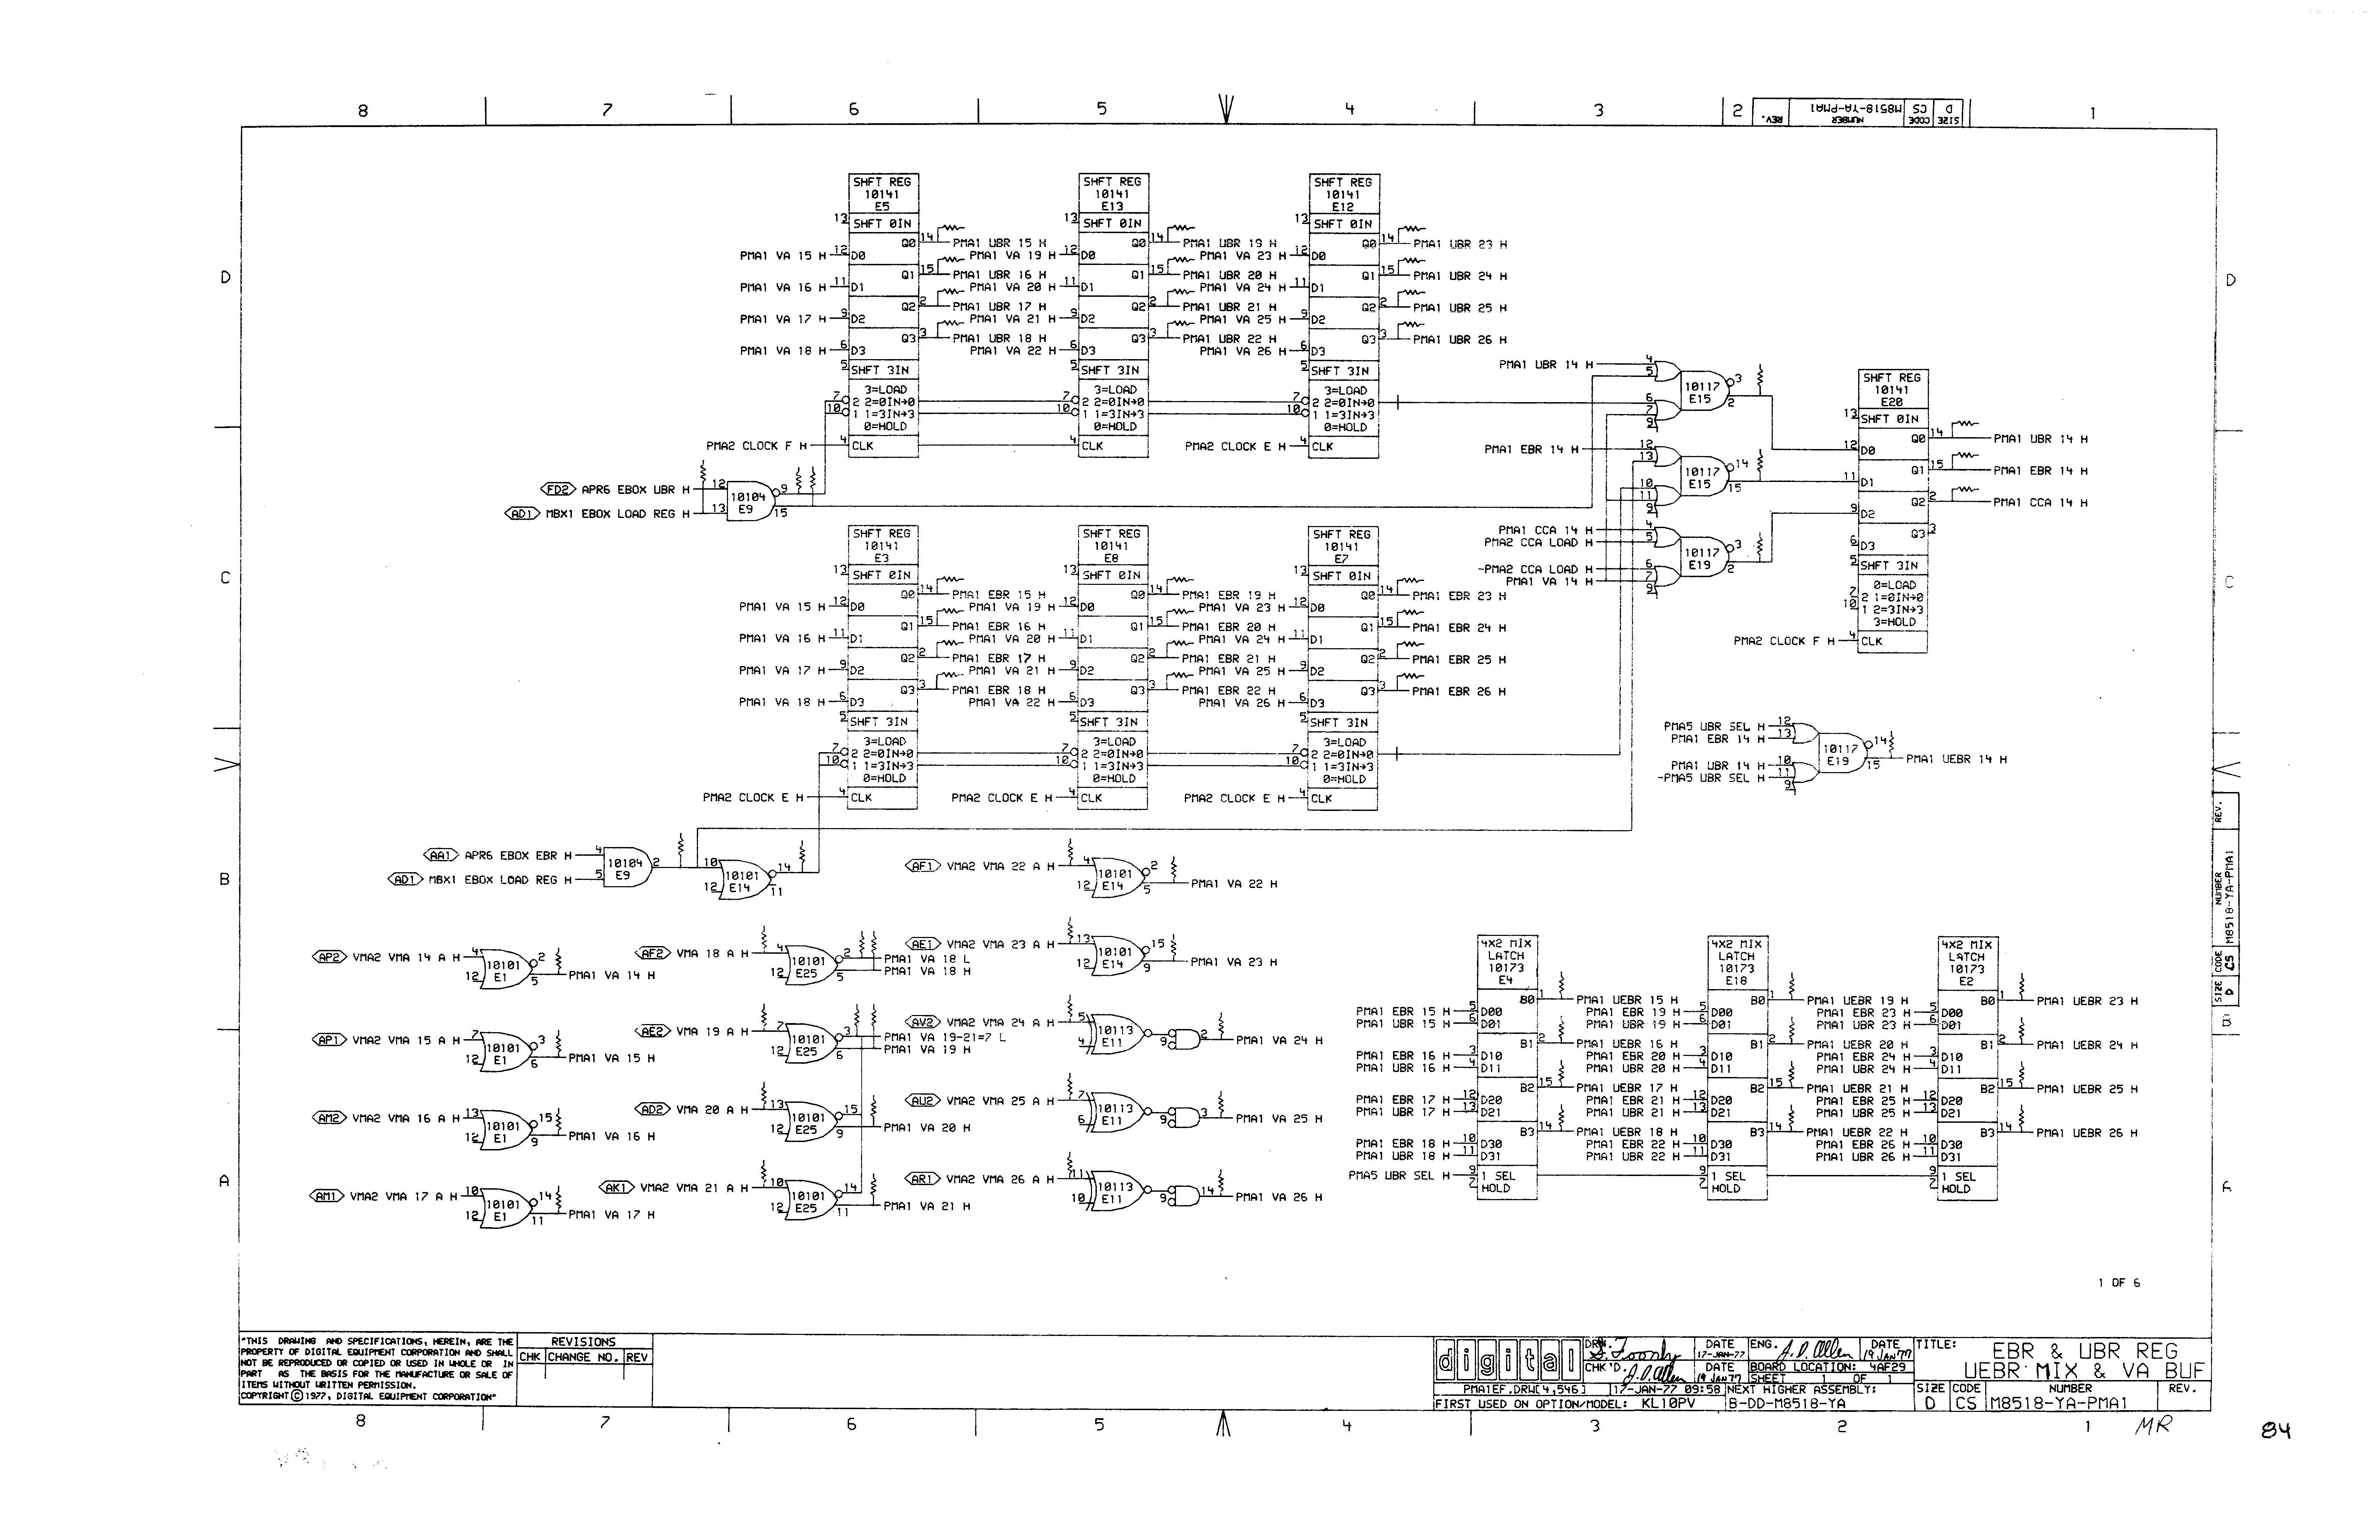 8 7 6 5 4 3 2 1
SIZE D CODE CS NUMBER M8518-YA-PMA1 REV.
SHFT REG 10141 E5
13 SHFT 0IN
PMA1 VA 15 H 12 D0 Q0 14 PMA1 UBR 15 H
PMA1 VA 16 H 11 D1 Q1 15 PMA1 UBR 16 H
PMA1 VA 17 H 9 D2 Q2 2 PMA1 UBR 17 H
PMA1 VA 18 H 6 D3 Q3 3 PMA1 UBR 18 H
5 SHFT 3IN
3=LOAD
7 2 2=0IN→0
10 1 1=3IN→3
0=HOLD
PMA2 CLOCK F H 4 CLK
SHFT REG 10141 E13
13 SHFT 0IN
PMA1 VA 19 H 12 D0 Q0 14 PMA1 UBR 19 H
PMA1 VA 20 H 11 D1 Q1 15 PMA1 UBR 20 H
PMA1 VA 21 H 9 D2 Q2 2 PMA1 UBR 21 H
PMA1 VA 22 H 6 D3 Q3 3 PMA1 UBR 22 H
5 SHFT 3IN
3=LOAD
7 2 2=0IN→0
10 1 1=3IN→3
0=HOLD
4 CLK
SHFT REG 10141 E12
13 SHFT 0IN
PMA1 VA 23 H 12 D0 Q0 14 PMA1 UBR 23 H
PMA1 VA 24 H 11 D1 Q1 15 PMA1 UBR 24 H
PMA1 VA 25 H 9 D2 Q2 2 PMA1 UBR 25 H
PMA1 VA 26 H 6 D3 Q3 3 PMA1 UBR 26 H
5 SHFT 3IN
3=LOAD
7 2 2=0IN→0
10 1 1=3IN→3
0=HOLD
PMA2 CLOCK E H 4 CLK
FD2 APR6 EBOX UBR H 12
AD1 MBX1 EBOX LOAD REG H 13
10104 E9 9 15
PMA1 UBR 14 H 4 5 6 7 9 10117 E15 3 2
PMA1 EBR 14 H 12 13 10 11 9 10117 E15 14 15
PMA1 CCA 14 H 4
PMA2 CCA LOAD H 5
-PMA2 CCA LOAD H 6
PMA1 VA 14 H 7 9
10117 E19 3 2
SHFT REG 10141 E20
13 SHFT 0IN
12 D0 Q0 14 PMA1 UBR 14 H
11 D1 Q1 15 PMA1 EBR 14 H
9 D2 Q2 2 PMA1 CCA 14 H
6 D3 Q3 3
5 SHFT 3IN
0=LOAD
7 2 1=0IN→0
10 1 2=3IN→3
3=HOLD
PMA2 CLOCK F H 4 CLK
SHFT REG 10141 E3
13 SHFT 0IN
PMA1 VA 15 H 12 D0 Q0 14 PMA1 EBR 15 H
PMA1 VA 16 H 11 D1 Q1 15 PMA1 EBR 16 H
PMA1 VA 17 H 9 D2 Q2 2 PMA1 EBR 17 H
PMA1 VA 18 H 6 D3 Q3 3 PMA1 EBR 18 H
5 SHFT 3IN
3=LOAD
7 2 2=0IN→0
10 1 1=3IN→3
0=HOLD
PMA2 CLOCK E H 4 CLK
SHFT REG 10141 E8
13 SHFT 0IN
PMA1 VA 19 H 12 D0 Q0 14 PMA1 EBR 19 H
PMA1 VA 20 H 11 D1 Q1 15 PMA1 EBR 20 H
PMA1 VA 21 H 9 D2 Q2 2 PMA1 EBR 21 H
PMA1 VA 22 H 6 D3 Q3 3 PMA1 EBR 22 H
5 SHFT 3IN
3=LOAD
7 2 2=0IN→0
10 1 1=3IN→3
0=HOLD
PMA2 CLOCK E H 4 CLK
SHFT REG 10141 E7
13 SHFT 0IN
PMA1 VA 23 H 12 D0 Q0 14 PMA1 EBR 23 H
PMA1 VA 24 H 11 D1 Q1 15 PMA1 EBR 24 H
PMA1 VA 25 H 9 D2 Q2 2 PMA1 EBR 25 H
PMA1 VA 26 H 6 D3 Q3 3 PMA1 EBR 26 H
5 SHFT 3IN
3=LOAD
7 2 2=0IN→0
10 1 1=3IN→3
0=HOLD
PMA2 CLOCK E H 4 CLK
PMA5 UBR SEL H 12
PMA1 EBR 14 H 13
PMA1 UBR 14 H 10
-PMA5 UBR SEL H 11 9
10117 E19 14 15 PMA1 UEBR 14 H
AA1 APR6 EBOX EBR H 4
AD1 MBX1 EBOX LOAD REG H 5
10104 E9 2
10 12 10101 E14 14 11
AF1 VMA2 VMA 22 A H 4 12 10101 E14 2 5 PMA1 VA 22 H
AP2 VMA2 VMA 14 A H 4 12 10101 E1 2 5 PMA1 VA 14 H
AF2 VMA 18 A H 4 12 10101 E25 2 5 PMA1 VA 18 L
PMA1 VA 18 H
AE1 VMA2 VMA 23 A H 13 12 10101 E14 15 9 PMA1 VA 23 H
AP1 VMA2 VMA 15 A H 7 12 10101 E1 3 6 PMA1 VA 15 H
AE2 VMA 19 A H 7 12 10101 E25 3 6 PMA1 VA 19-21=7 L
PMA1 VA 19 H
AV2 VMA2 VMA 24 A H 5 4 10113 E11 9 2 PMA1 VA 24 H
AM2 VMA2 VMA 16 A H 13 12 10101 E1 15 9 PMA1 VA 16 H
AD2 VMA 20 A H 13 12 10101 E25 15 9 PMA1 VA 20 H
AU2 VMA2 VMA 25 A H 7 6 10113 E11 9 3 PMA1 VA 25 H
AM1 VMA2 VMA 17 A H 10 12 10101 E1 14 11 PMA1 VA 17 H
AK1 VMA2 VMA 21 A H 10 12 10101 E25 14 11 PMA1 VA 21 H
AR1 VMA2 VMA 26 A H 11 10 10113 E11 9 14 PMA1 VA 26 H
4X2 MIX LATCH 10173 E4
B0 1 PMA1 UEBR 15 H
PMA1 EBR 15 H 5 D00
PMA1 UBR 15 H 6 D01
B1 2 PMA1 UEBR 16 H
PMA1 EBR 16 H 3 D10
PMA1 UBR 16 H 4 D11
B2 15 PMA1 UEBR 17 H
PMA1 EBR 17 H 12 D20
PMA1 UBR 17 H 13 D21
B3 14 PMA1 UEBR 18 H
PMA1 EBR 18 H 10 D30
PMA1 UBR 18 H 11 D31
PMA5 UBR SEL H 9 1 SEL
7 HOLD
4X2 MIX LATCH 10173 E18
B0 1 PMA1 UEBR 19 H
PMA1 EBR 19 H 5 D00
PMA1 UBR 19 H 6 D01
B1 2 PMA1 UEBR 20 H
PMA1 EBR 20 H 3 D10
PMA1 UBR 20 H 4 D11
B2 15 PMA1 UEBR 21 H
PMA1 EBR 21 H 12 D20
PMA1 UBR 21 H 13 D21
B3 14 PMA1 UEBR 22 H
PMA1 EBR 22 H 10 D30
PMA1 UBR 22 H 11 D31
9 1 SEL
7 HOLD
4X2 MIX LATCH 10173 E2
B0 1 PMA1 UEBR 23 H
PMA1 EBR 23 H 5 D00
PMA1 UBR 23 H 6 D01
B1 2 PMA1 UEBR 24 H
PMA1 EBR 24 H 3 D10
PMA1 UBR 24 H 4 D11
B2 15 PMA1 UEBR 25 H
PMA1 EBR 25 H 12 D20
PMA1 UBR 25 H 13 D21
B3 14 PMA1 UEBR 26 H
PMA1 EBR 26 H 10 D30
PMA1 UBR 26 H 11 D31
9 1 SEL
7 HOLD
D C B A
D C B A
SIZE D CODE CS NUMBER M8518-YA-PMA1 REV.
1 OF 6
"THIS DRAWING AND SPECIFICATIONS, HEREIN, ARE THE
PROPERTY OF DIGITAL EQUIPMENT CORPORATION AND SHALL
NOT BE REPRODUCED OR COPIED OR USED IN WHOLE OR IN
PART AS THE BASIS FOR THE MANUFACTURE OR SALE OF
ITEMS WITHOUT WRITTEN PERMISSION.
COPYRIGHT © 1977, DIGITAL EQUIPMENT CORPORATION"
REVISIONS
CHK CHANGE NO. REV
digital
DRN. DATE 17-JAN-77 ENG. J.D. Allen DATE 19 JAN 77
CHK'D. J.D. Allen DATE 19 JAN 77 BOARD LOCATION: 4AF29
SHEET 1 OF 1
PMA1EF.DRW[4,546] 17-JAN-77 09:58 NEXT HIGHER ASSEMBLY:
FIRST USED ON OPTION/MODEL: KL10PV B-DD-M8518-YA
TITLE: EBR & UBR REG
UEBR MIX & VA BUF
SIZE CODE NUMBER REV.
D CS M8518-YA-PMA1
8 7 6 5 4 3 2 1 MR
84